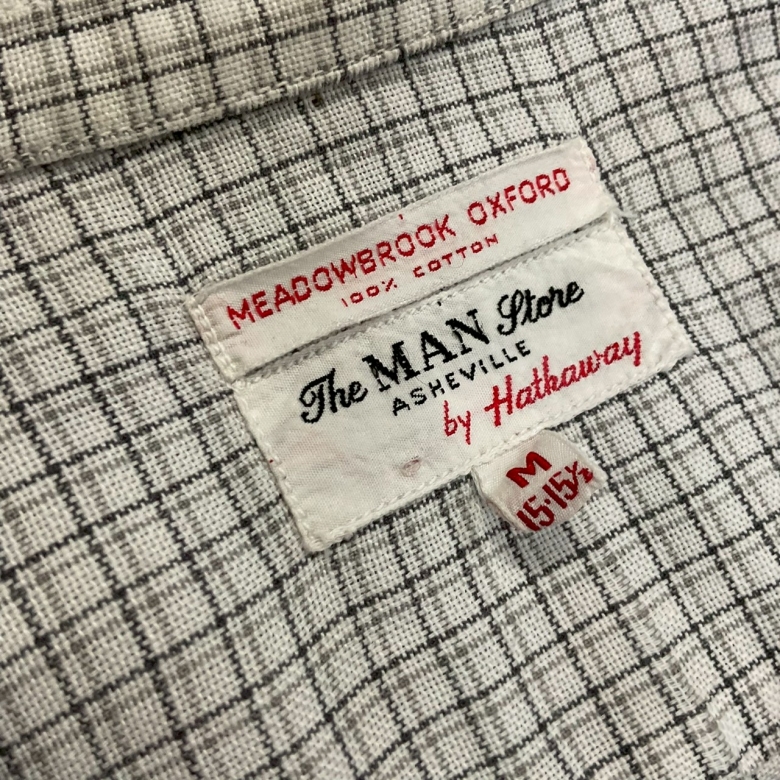 MEADOWBROOK OXFORD
100% COTTON
The MAN Store
ASHEVILLE
by Hathaway
M
15·15½